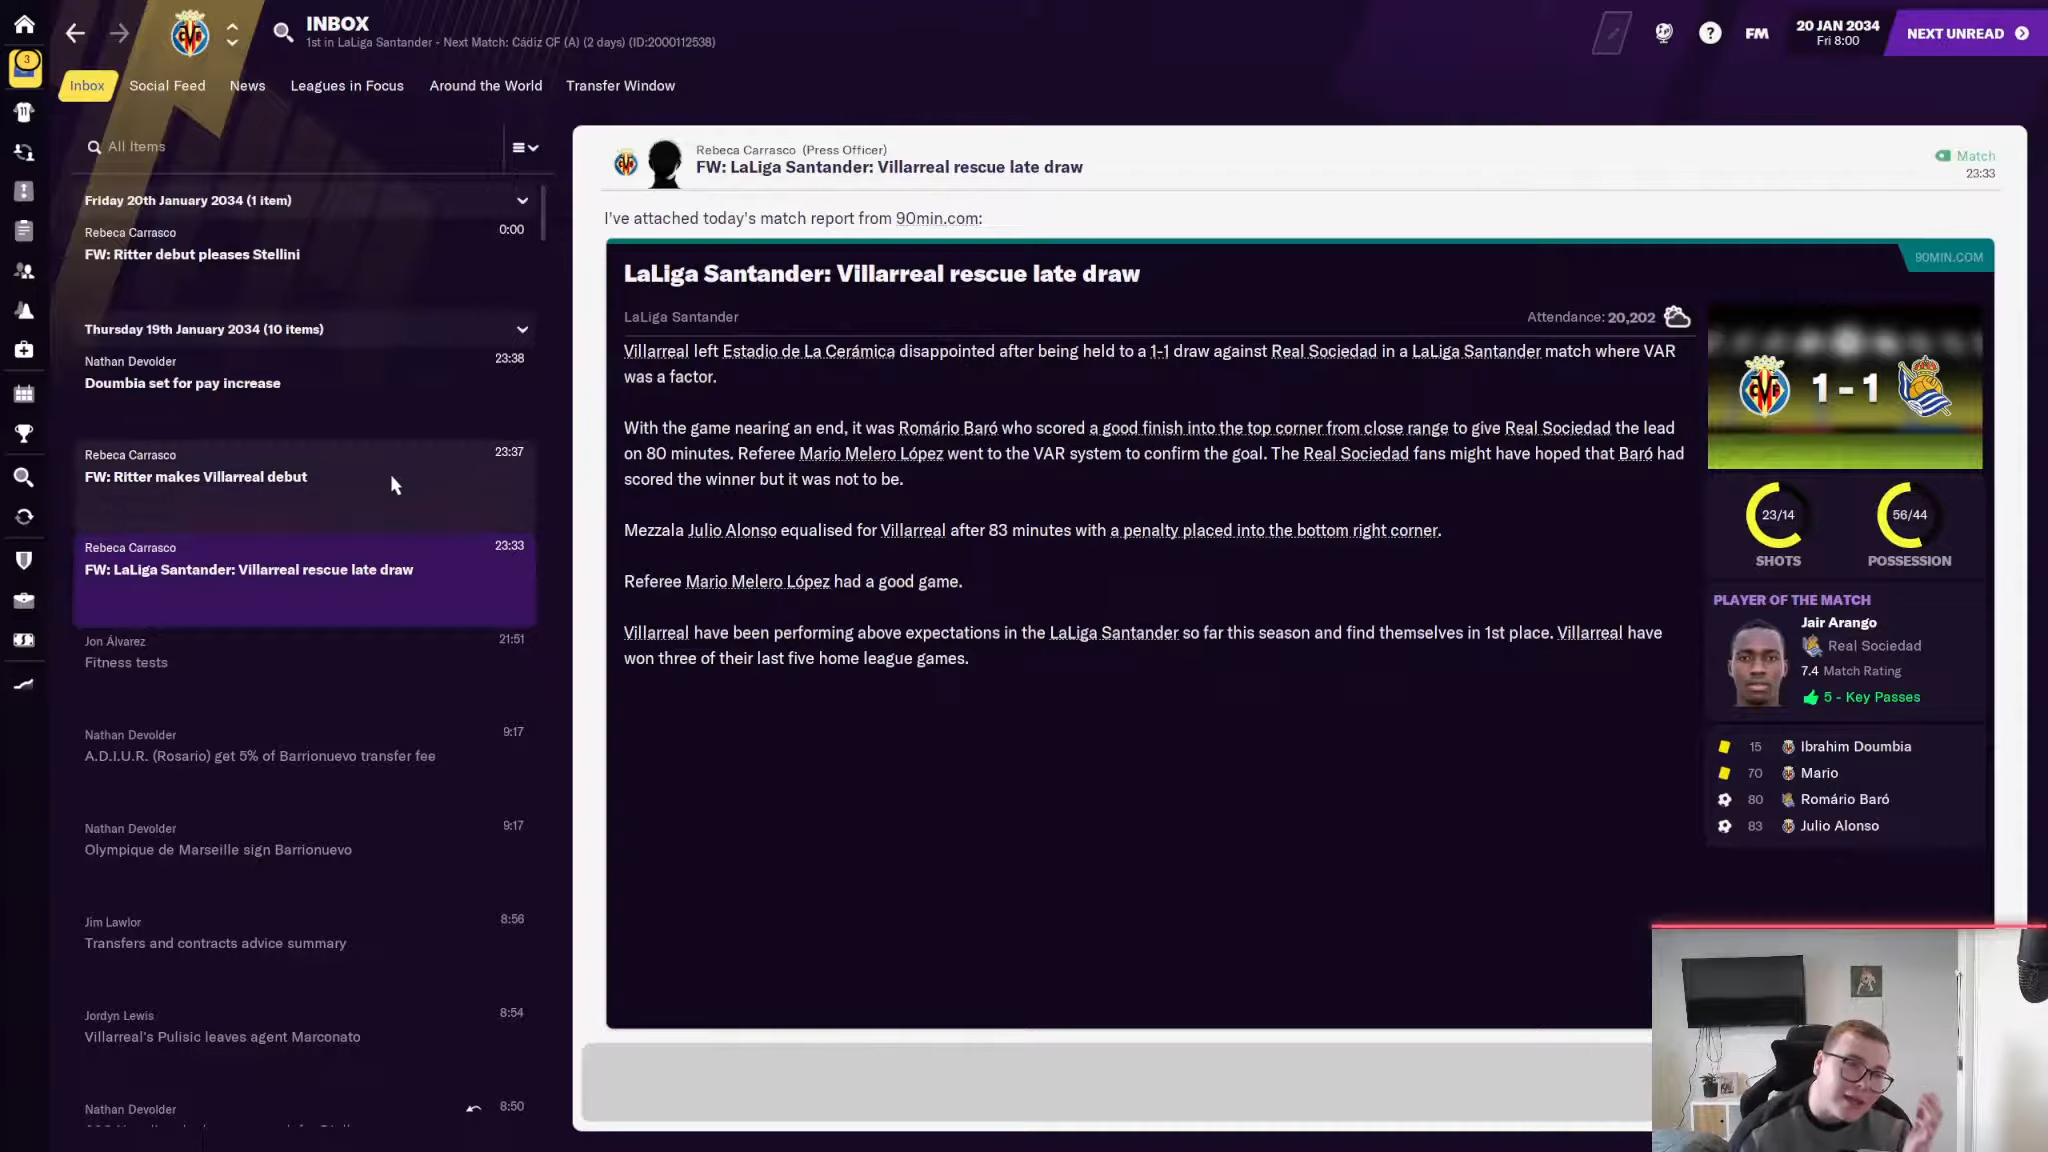 INBOX
1st in LaLiga Santander - Next Match: Cádiz CF (A) (2 days) (ID:2000112538)
FM
20 JAN 2034
Fri 8:00
NEXT UNREAD
3
11
Inbox
Social Feed
News
Leagues in Focus
Around the World
Transfer Window
All Items
Friday 20th January 2034 (1 item)
Rebeca Carrasco
0:00
FW: Ritter debut pleases Stellini
Thursday 19th January 2034 (10 items)
Nathan Devolder
23:38
Doumbia set for pay increase
Rebeca Carrasco
23:37
FW: Ritter makes Villarreal debut
Rebeca Carrasco
23:33
FW: LaLiga Santander: Villarreal rescue late draw
Jon Álvarez
21:51
Fitness tests
Nathan Devolder
9:17
A.D.I.U.R. (Rosario) get 5% of Barrionuevo transfer fee
Nathan Devolder
9:17
Olympique de Marseille sign Barrionuevo
Jim Lawlor
8:56
Transfers and contracts advice summary
Jordyn Lewis
8:54
Villarreal's Pulisic leaves agent Marconato
Nathan Devolder
8:50
Rebeca Carrasco (Press Officer)
FW: LaLiga Santander: Villarreal rescue late draw
Match
23:33
I've attached today's match report from 90min.com:
90MIN.COM
LaLiga Santander: Villarreal rescue late draw
LaLiga Santander
Attendance: 20,202
Villarreal left Estadio de La Cerámica disappointed after being held to a 1-1 draw against Real Sociedad in a LaLiga Santander match where VAR
was a factor.
With the game nearing an end, it was Romário Baró who scored a good finish into the top corner from close range to give Real Sociedad the lead
on 80 minutes. Referee Mario Melero López went to the VAR system to confirm the goal. The Real Sociedad fans might have hoped that Baró had
scored the winner but it was not to be.
Mezzala Julio Alonso equalised for Villarreal after 83 minutes with a penalty placed into the bottom right corner.
Referee Mario Melero López had a good game.
Villarreal have been performing above expectations in the LaLiga Santander so far this season and find themselves in 1st place. Villarreal have
won three of their last five home league games.
1 - 1
23/14
SHOTS
56/44
POSSESSION
PLAYER OF THE MATCH
Jair Arango
Real Sociedad
7.4 Match Rating
5 - Key Passes
15 Ibrahim Doumbia
70 Mario
80 Romário Baró
83 Julio Alonso